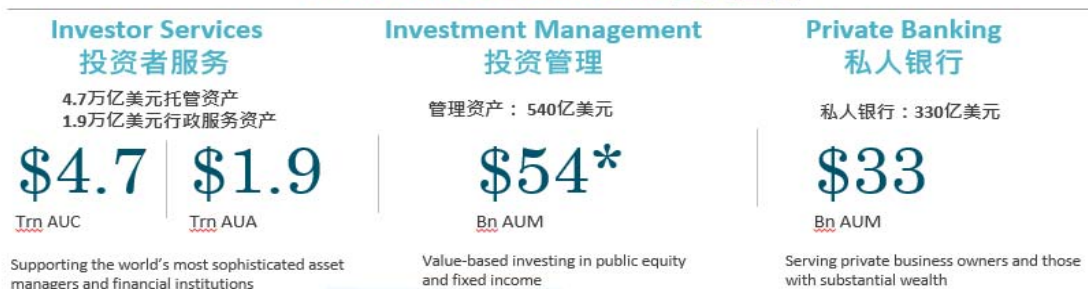 Investor Services
投资者服务
4.7万亿美元托管资产
1.9万亿美元行政服务资产
$4.7
Trn AUC
$1.9
Trn AUA
Supporting the world's most sophisticated asset
managers and financial institutions
Investment Management
投资管理
管理资产： 540亿美元
$54*
Bn AUM
Value-based investing in public equity
and fixed income
Private Banking
私人银行
私人银行：330亿美元
$33
Bn AUM
Serving private business owners and those
with substantial wealth